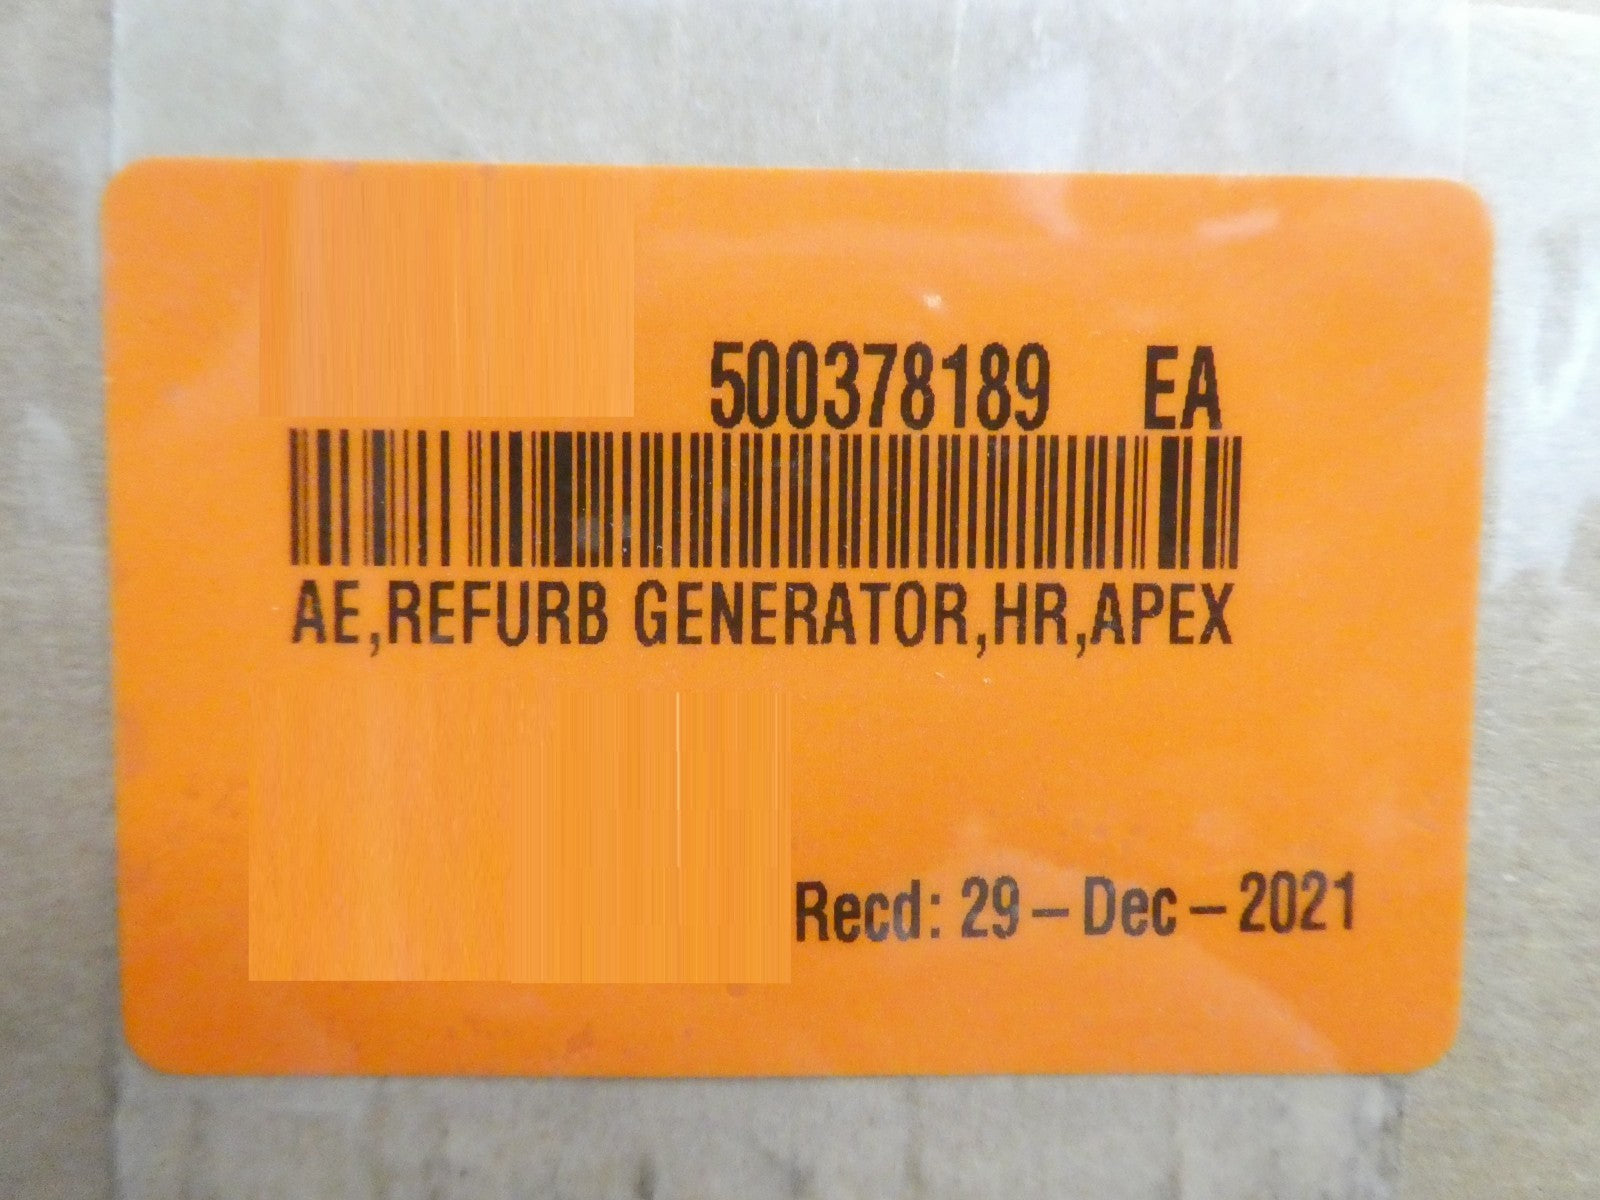 500378189 EA
AE,REFURB GENERATOR,HR,APEX
Recd: 29-Dec-2021